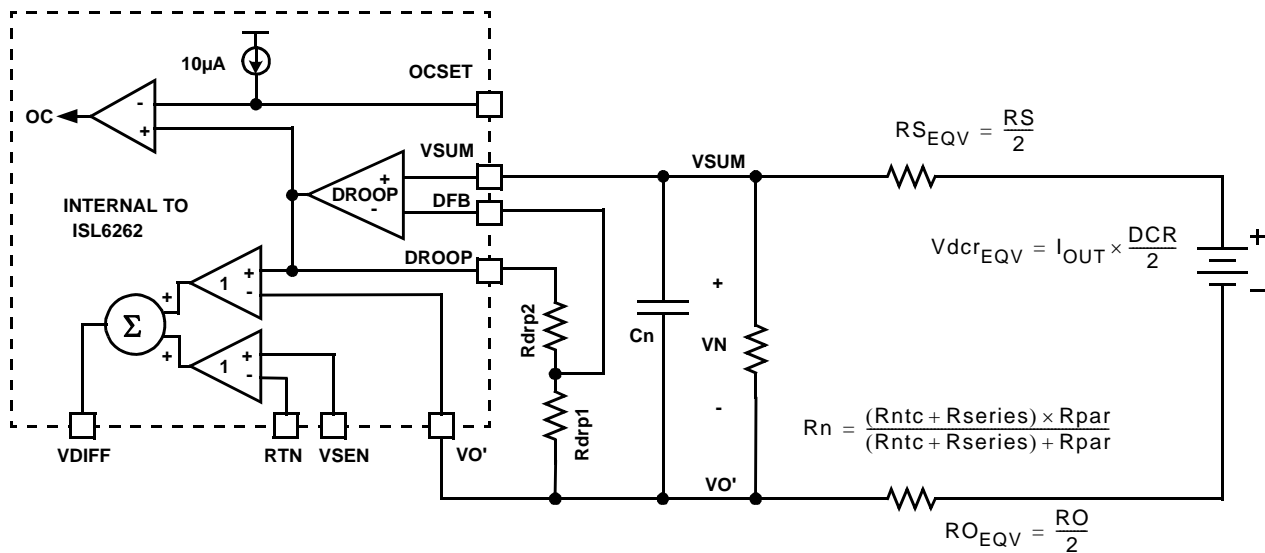 10µA
OCSET
OC
-
+
RS_EQV = RS/2
VSUM
VSUM
+
DROOP
-
DFB
INTERNAL TO
ISL6262
Vdcr_EQV = I_OUT × DCR/2
+
−
DROOP
1
+
-
+
Σ
+
1
+
-
Rdrp2
Cn
+
VN
-
Rdrp1
Rn = (Rntc + Rseries) × Rpar/(Rntc + Rseries) + Rpar
VDIFF
RTN
VSEN
VO'
VO'
RO_EQV = RO/2